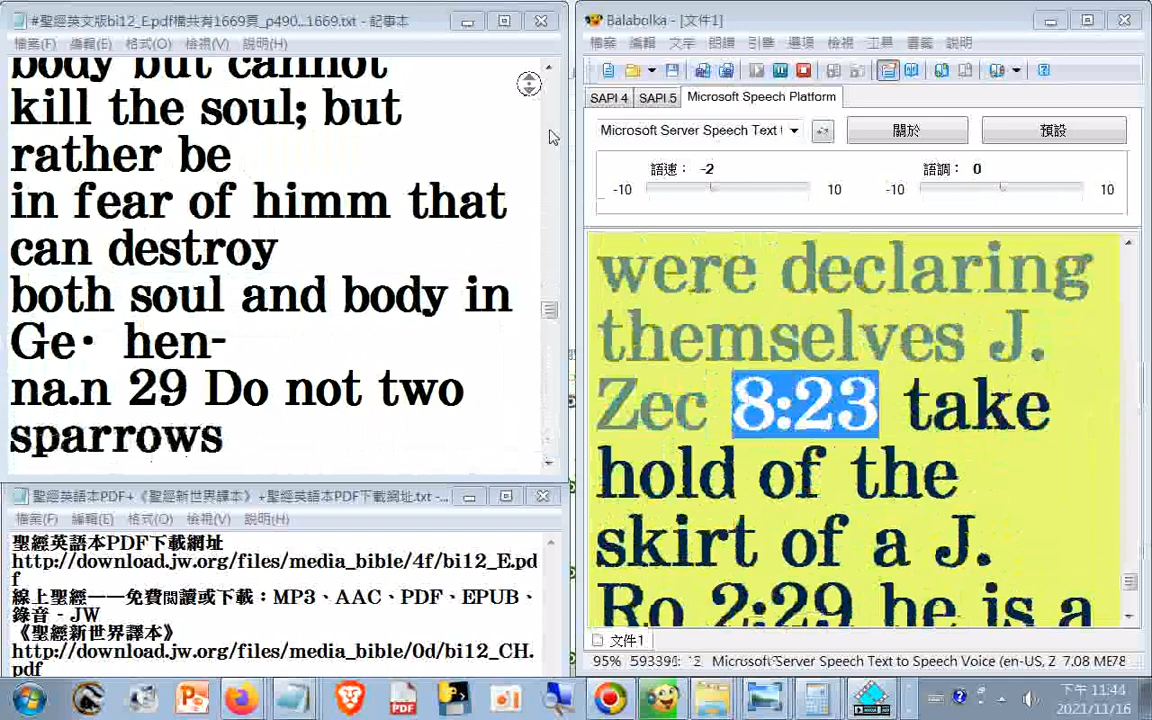 #聖經英文版bi12_E.pdf檔共有1669頁_p490...1669.txt - 記事本
檔案(F) 編輯(E) 格式(O) 檢視(V) 說明(H)
body but cannot
kill the soul; but
rather be
in fear of himm that
can destroy
both soul and body in
Ge· hen-
na.n 29 Do not two
sparrows
聖經英語本PDF+《聖經新世界譯本》+聖經英語本PDF下載網址.txt -...
檔案(F) 編輯(E) 格式(O) 檢視(V) 說明(H)
聖經英語本PDF下載網址
http://download.jw.org/files/media_bible/4f/bi12_E.pd
f
線上聖經——免費閱讀或下載：MP3、AAC、PDF、EPUB、
錄音 - JW
《聖經新世界譯本》
http://download.jw.org/files/media_bible/0d/bi12_CH.
pdf
Balabolka - [文件1]
檔案 編輯 文字 朗讀 引擎 選項 檢視 工具 書籤 說明
SAPI 4 SAPI 5 Microsoft Speech Platform
Microsoft Server Speech Text 關於 預設
語速： -2 語調： 0
-10 10 -10 10
were declaring
themselves J.
Zec 8:23 take
hold of the
skirt of a J.
Ro 2:29 he is a
文件1
95% Microsoft Server Speech Text to Speech Voice (en-US, Z 7.08 ME
下午 11:44
2021/11/16